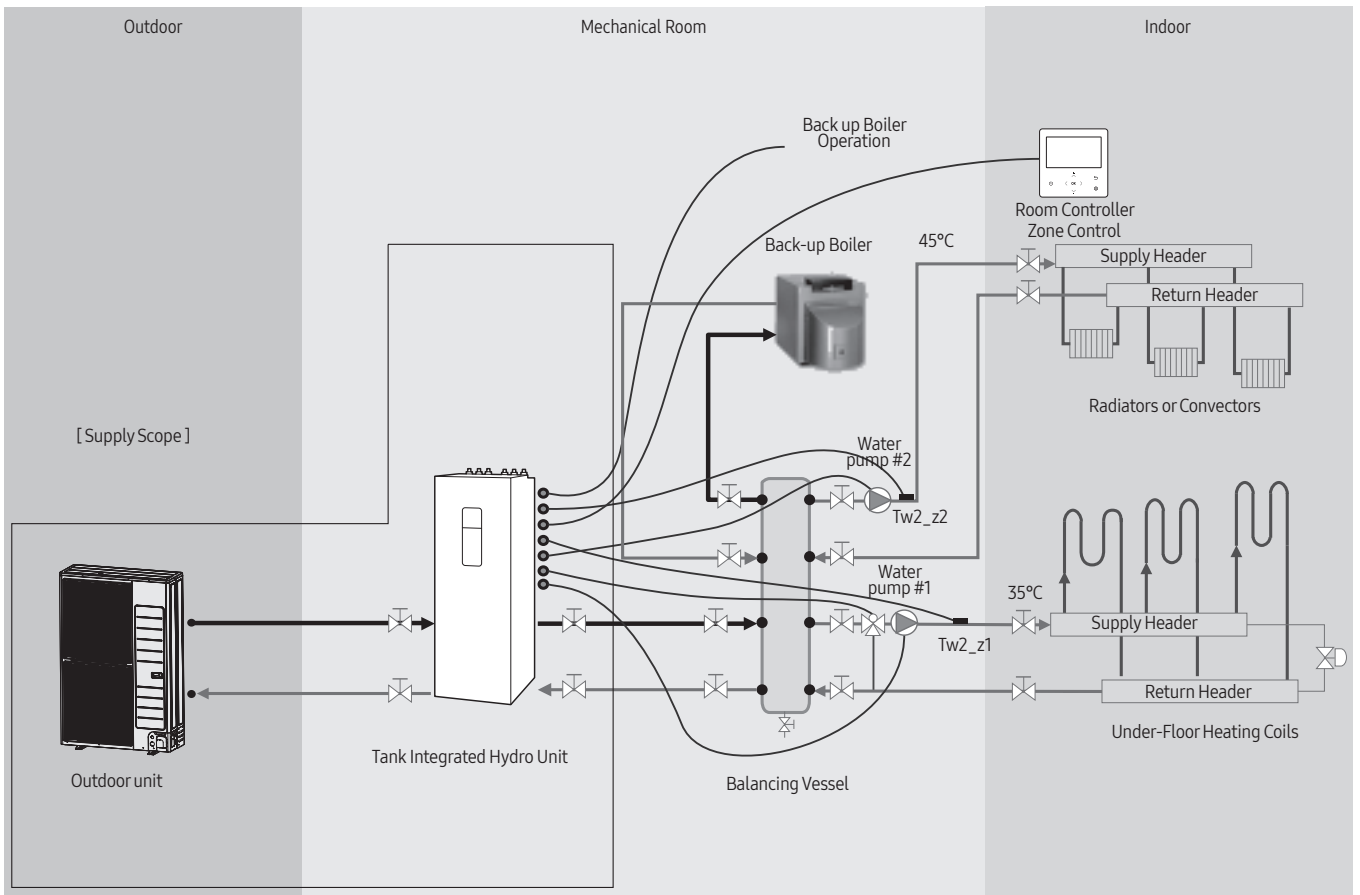 Outdoor
Mechanical Room
Indoor
Back up Boiler
Operation
Room Controller
Zone Control
Back-up Boiler
45°C
Supply Header
Return Header
Radiators or Convectors
[ Supply Scope ]
Water
pump #2
Tw2_z2
Water
pump #1
35°C
Tw2_z1
Supply Header
Return Header
Under-Floor Heating Coils
Tank Integrated Hydro Unit
Outdoor unit
Balancing Vessel
OK